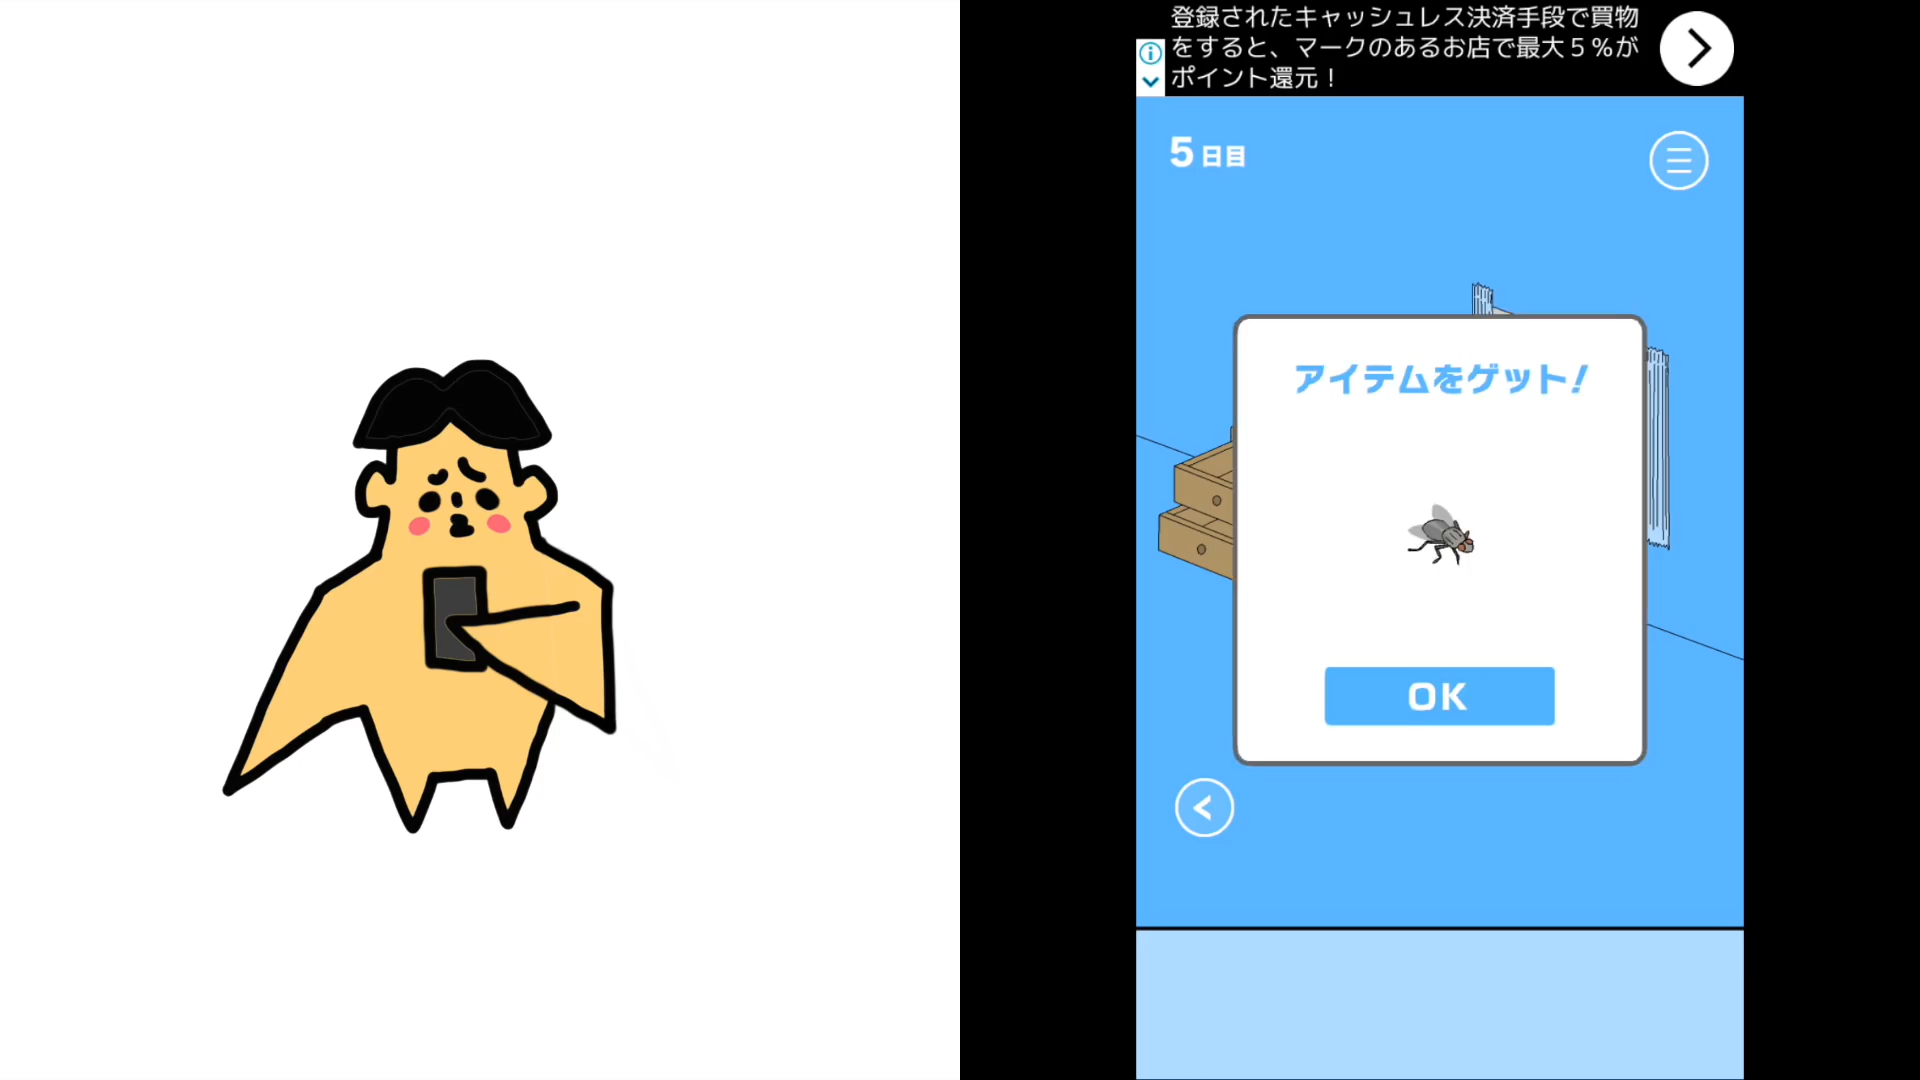 登録されたキャッシュレス決済手段で買物
をすると、マークのあるお店で最大５％が
ポイント還元！
5日目
アイテムをゲット！
OK